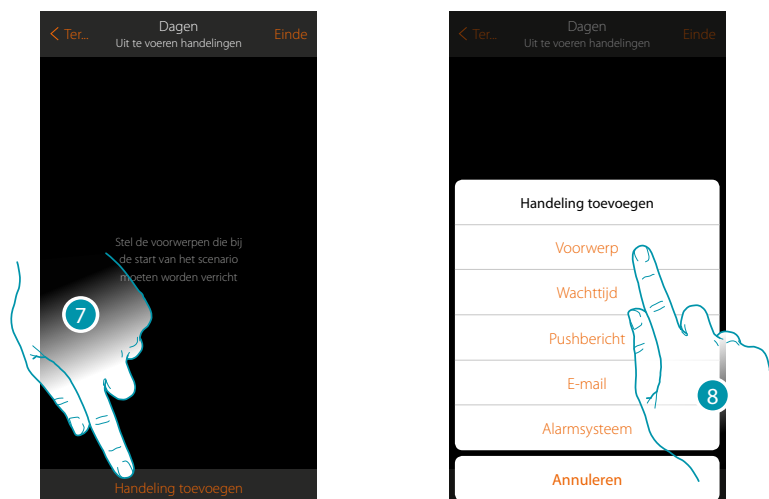 Ter...
Dagen
Einde
Uit te voeren handelingen
Stel de voorwerpen die bij
de start van het scenario
moeten worden verricht
7
Handeling toevoegen
Ter...
Dagen
Einde
Uit te voeren handelingen
Handeling toevoegen
Voorwerp
Wachttijd
Pushbericht
E-mail
8
Alarmsysteem
Annuleren